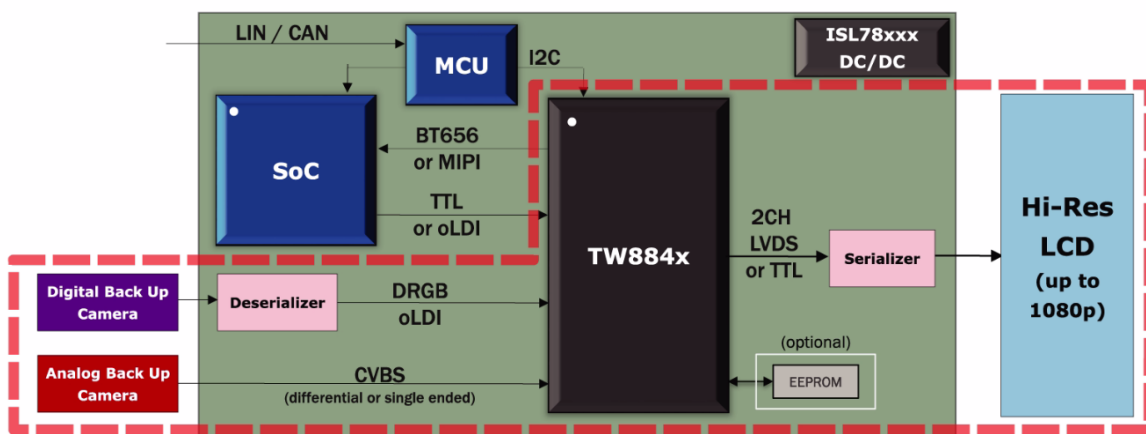 LIN / CAN
MCU
I2C
ISL78xxx
DC/DC
SoC
BT656
or MIPI
TTL
or oLDI
TW884x
2CH
LVDS
or TTL
Serializer
Hi-Res
LCD
(up to
1080p)
Digital Back Up
Camera
Deserializer
DRGB
oLDI
Analog Back Up
Camera
CVBS
(differential or single ended)
(optional)
EEPROM